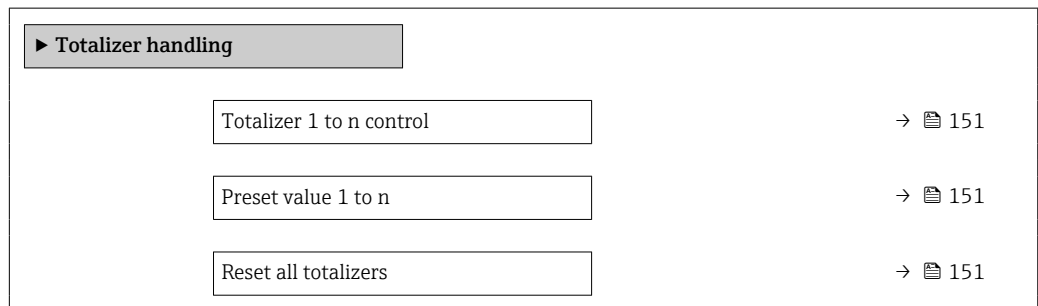 ▶ Totalizer handling
Totalizer 1 to n control → 151
Preset value 1 to n → 151
Reset all totalizers → 151